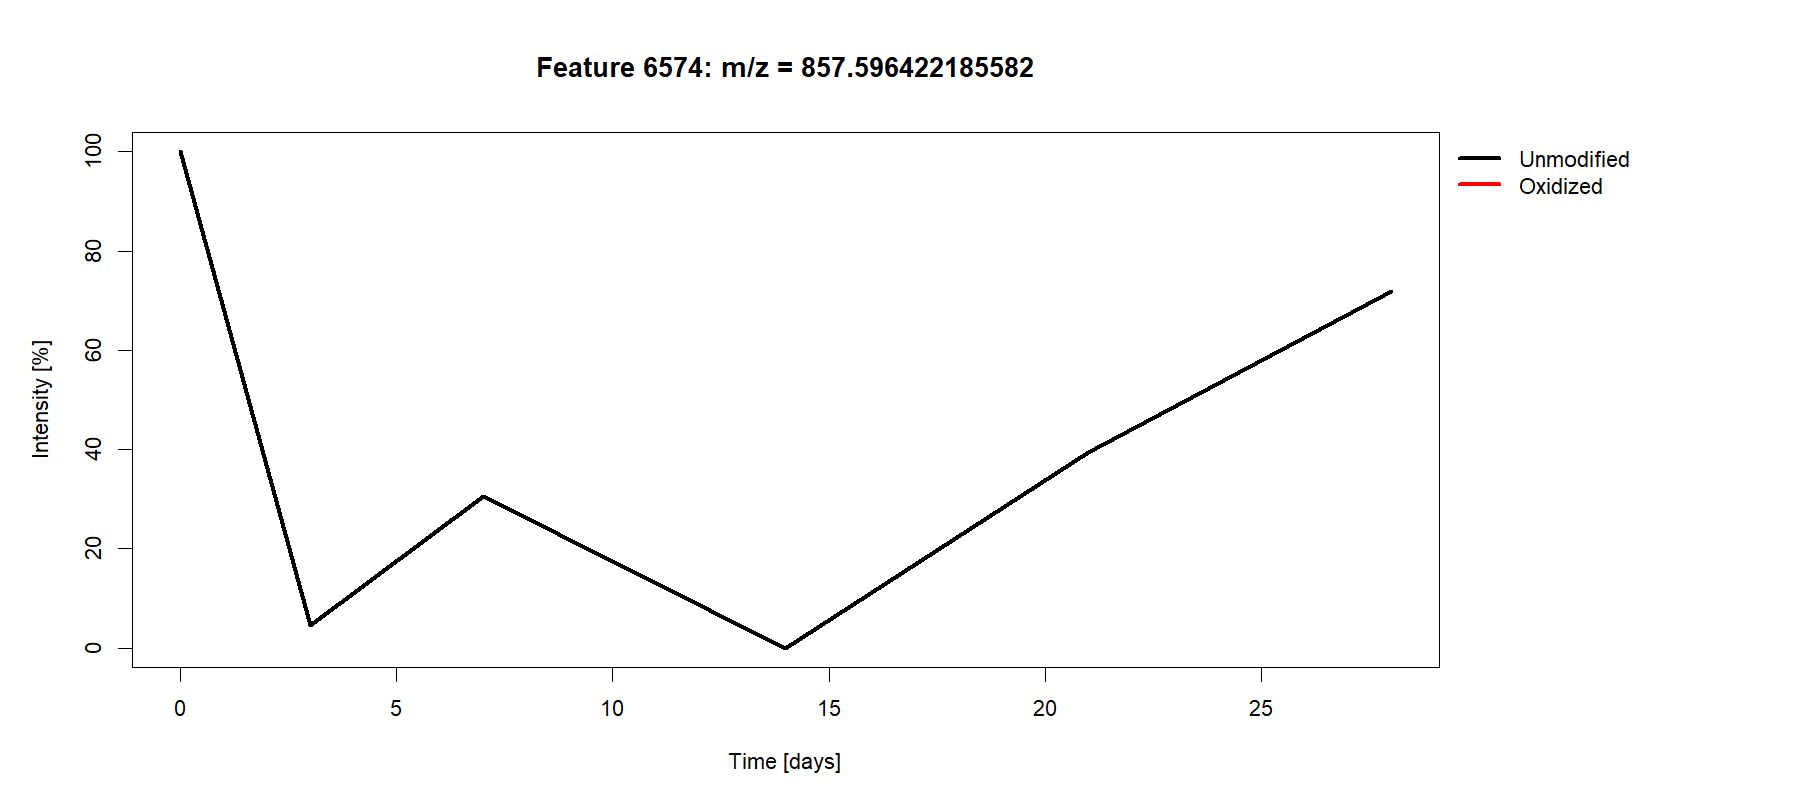 Feature 6574: m/z = 857.596422185582
100
80
60
40
20
0
Intensity [%]
0 5 10 15 20 25
Time [days]
Unmodified
Oxidized